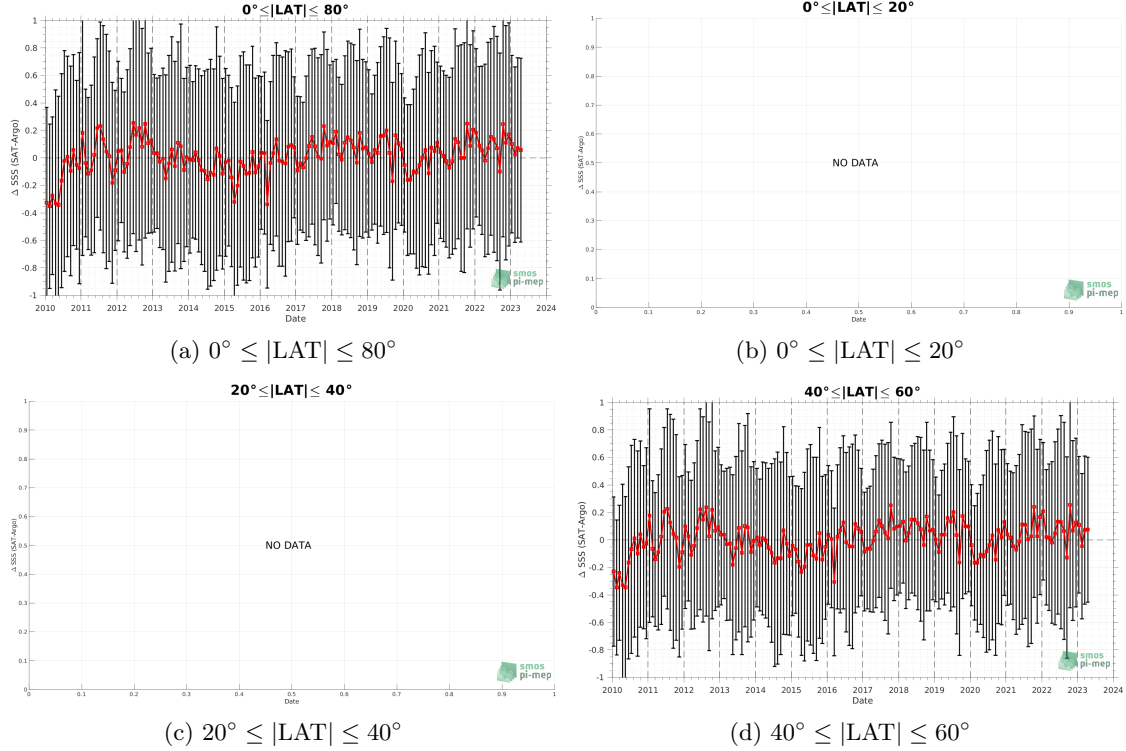 0°≤|LAT|≤ 80°
1
0.8
0.6
0.4
0.2
0
-0.2
-0.4
-0.6
-0.8
-1
Δ SSS (SAT-Argo)
2010 2011 2012 2013 2014 2015 2016 2017 2018 2019 2020 2021 2022 2023 2024
Date
smos
pi-mep
(a) 0° ≤ |LAT| ≤ 80°
0°≤|LAT|≤ 20°
1
0.9
0.8
0.7
0.6
0.5
0.4
0.3
0.2
0.1
0
Δ SSS (SAT-Argo)
NO DATA
0 0.1 0.2 0.3 0.4 0.5 0.6 0.7 0.8 0.9 1
Date
smos
pi-mep
(b) 0° ≤ |LAT| ≤ 20°
20°≤|LAT|≤ 40°
1
0.9
0.8
0.7
0.6
0.5
0.4
0.3
0.2
0.1
0
Δ SSS (SAT-Argo)
NO DATA
0 0.1 0.2 0.3 0.4 0.5 0.6 0.7 0.8 0.9 1
Date
smos
pi-mep
(c) 20° ≤ |LAT| ≤ 40°
40°≤|LAT|≤ 60°
1
0.8
0.6
0.4
0.2
0
-0.2
-0.4
-0.6
-0.8
-1
Δ SSS (SAT-Argo)
2010 2011 2012 2013 2014 2015 2016 2017 2018 2019 2020 2021 2022 2023 2024
Date
smos
pi-mep
(d) 40° ≤ |LAT| ≤ 60°